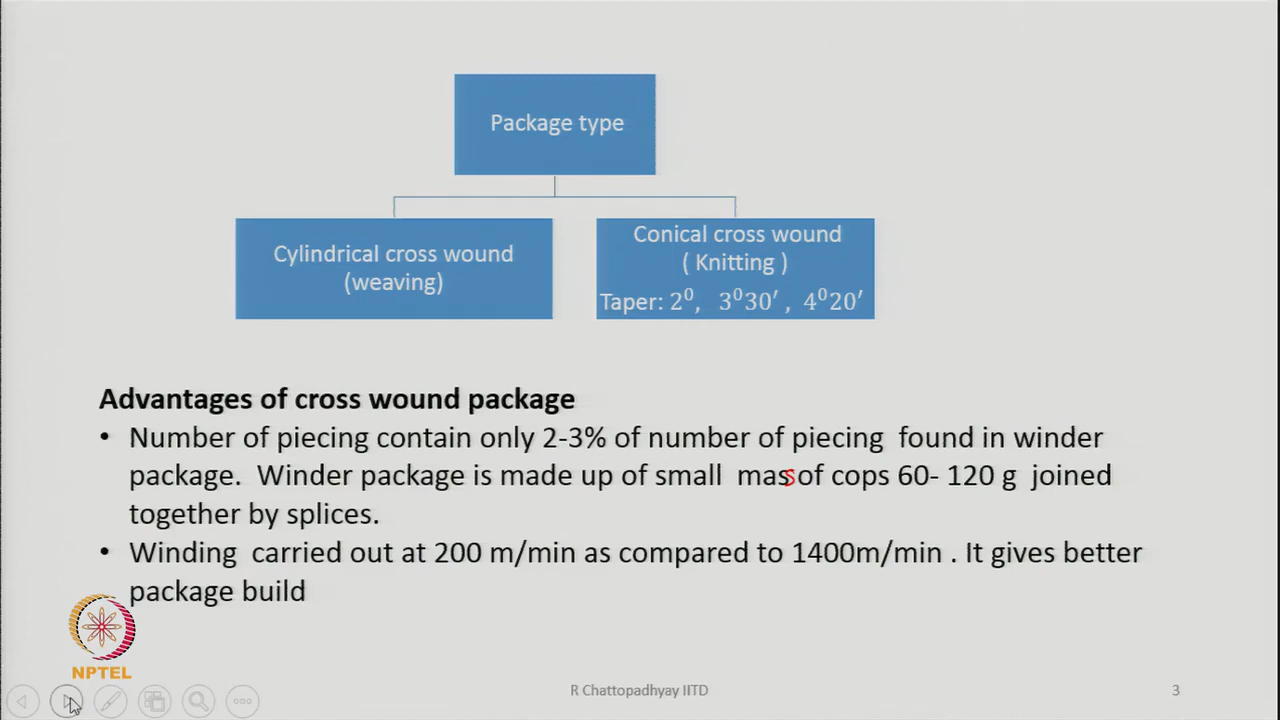 Package type
Cylindrical cross wound
(weaving)
Conical cross wound
( Knitting )
Taper: 2⁰, 3⁰30′ , 4⁰20′
Advantages of cross wound package
• Number of piecing contain only 2-3% of number of piecing found in winder
package. Winder package is made up of small mass of cops 60- 120 g joined
together by splices.
• Winding carried out at 200 m/min as compared to 1400m/min . It gives better
package build
NPTEL
R Chattopadhyay IITD
3